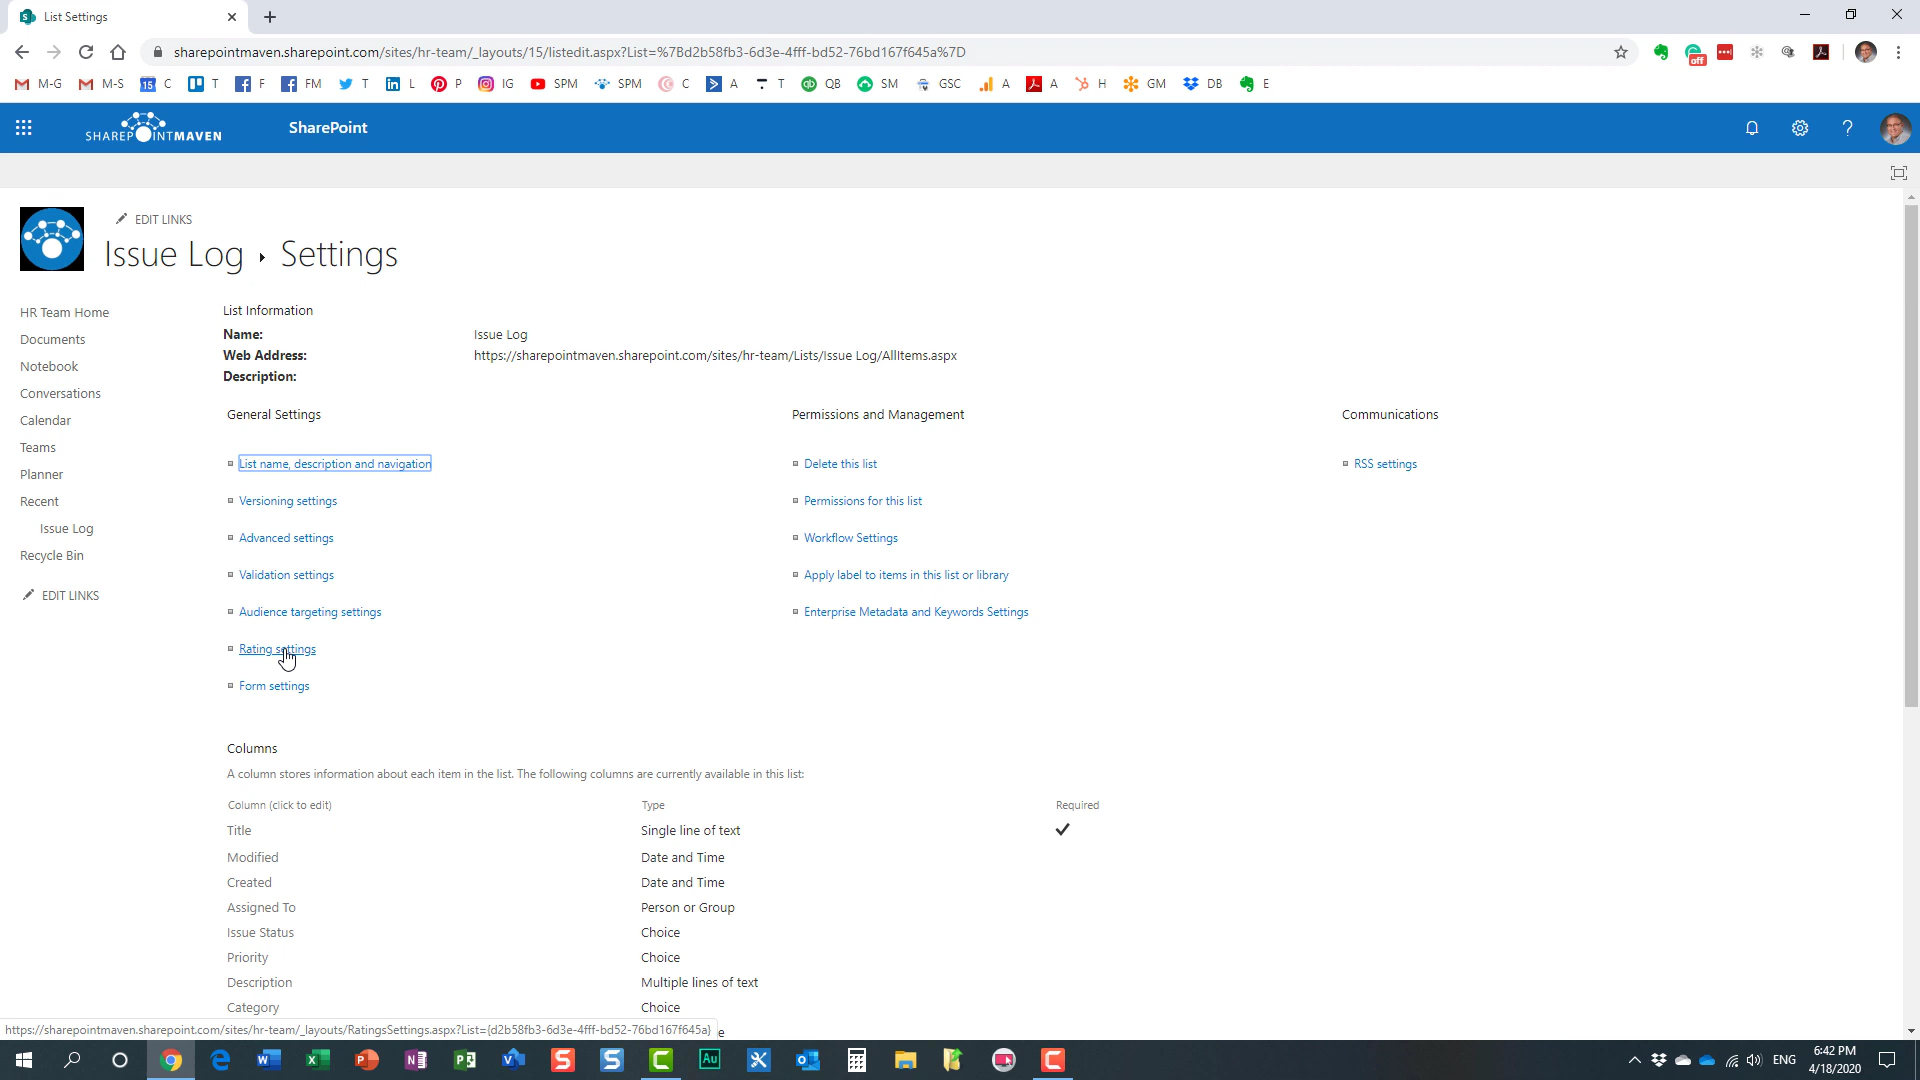 List Settings
sharepointmaven.sharepoint.com/sites/hr-team/_layouts/15/listedit.aspx?List=%7Bd2b58fb3-6d3e-4fff-bd52-76bd167f645a%7D
off
M-G M-S 15 C T F FM T L P IG SPM SPM C A T QB SM GSC A A H GM DB E
SHAREPOINTMAVEN SharePoint
EDIT LINKS
Issue Log Settings
HR Team Home
Documents
Notebook
Conversations
Calendar
Teams
Planner
Recent
Issue Log
Recycle Bin
EDIT LINKS
List Information
Name: Issue Log
Web Address: https://sharepointmaven.sharepoint.com/sites/hr-team/Lists/Issue Log/AllItems.aspx
Description:
General Settings
List name, description and navigation
Versioning settings
Advanced settings
Validation settings
Audience targeting settings
Rating settings
Form settings
Permissions and Management
Delete this list
Permissions for this list
Workflow Settings
Apply label to items in this list or library
Enterprise Metadata and Keywords Settings
Communications
RSS settings
Columns
A column stores information about each item in the list. The following columns are currently available in this list:
Column (click to edit) Type Required
Title Single line of text
Modified Date and Time
Created Date and Time
Assigned To Person or Group
Issue Status Choice
Priority Choice
Description Multiple lines of text
Category Choice
https://sharepointmaven.sharepoint.com/sites/hr-team/_layouts/RatingsSettings.aspx?List={d2b58fb3-6d3e-4fff-bd52-76bd167f645a}
ENG
6:42 PM
4/18/2020